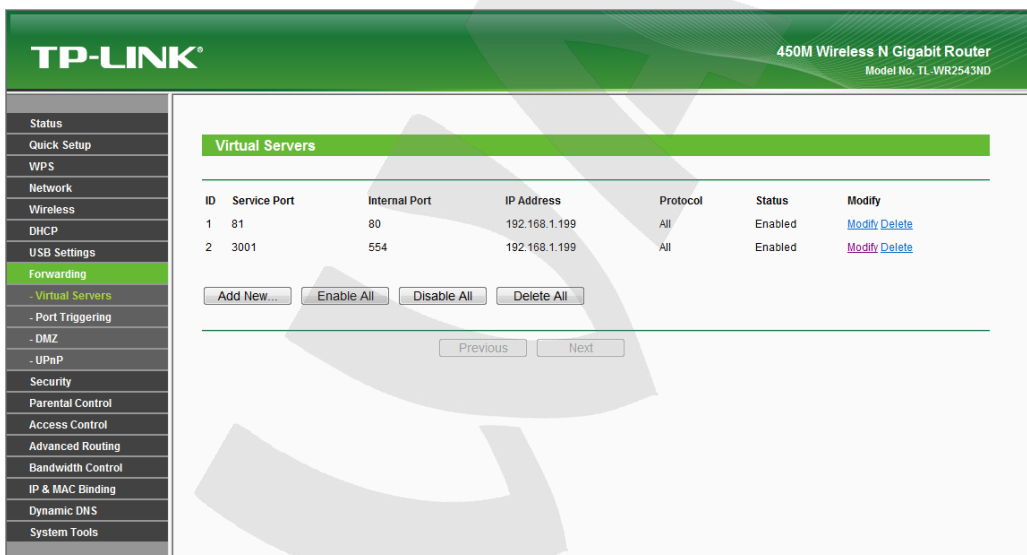 TP-LINK®
450M Wireless N Gigabit Router
Model No. TL-WR2543ND
Status
Quick Setup
WPS
Network
Wireless
DHCP
USB Settings
Forwarding
- Virtual Servers
- Port Triggering
- DMZ
- UPnP
Security
Parental Control
Access Control
Advanced Routing
Bandwidth Control
IP & MAC Binding
Dynamic DNS
System Tools
Virtual Servers
ID Service Port Internal Port IP Address Protocol Status Modify
1 81 80 192.168.1.199 All Enabled Modify Delete
2 3001 554 192.168.1.199 All Enabled Modify Delete
Add New... Enable All Disable All Delete All
Previous Next